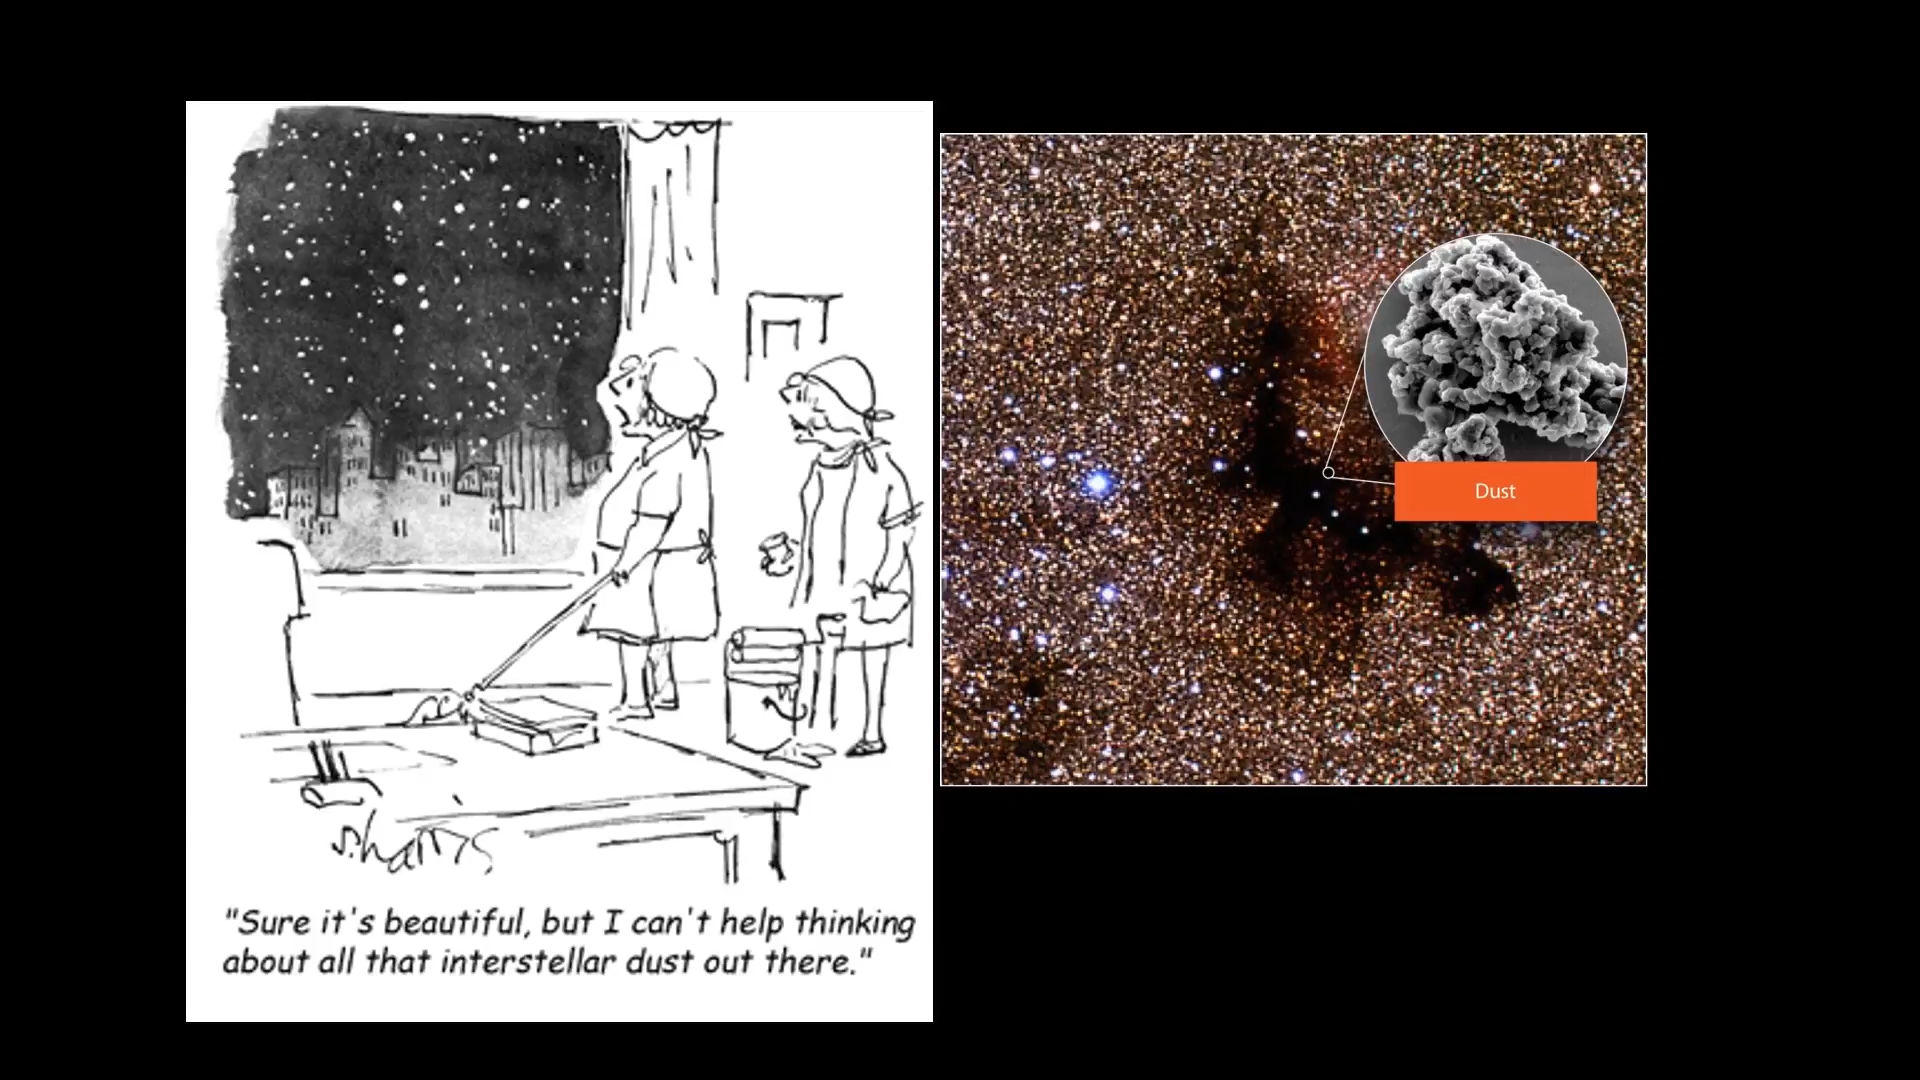 s.harris
"Sure it's beautiful, but I can't help thinking
about all that interstellar dust out there."
Dust